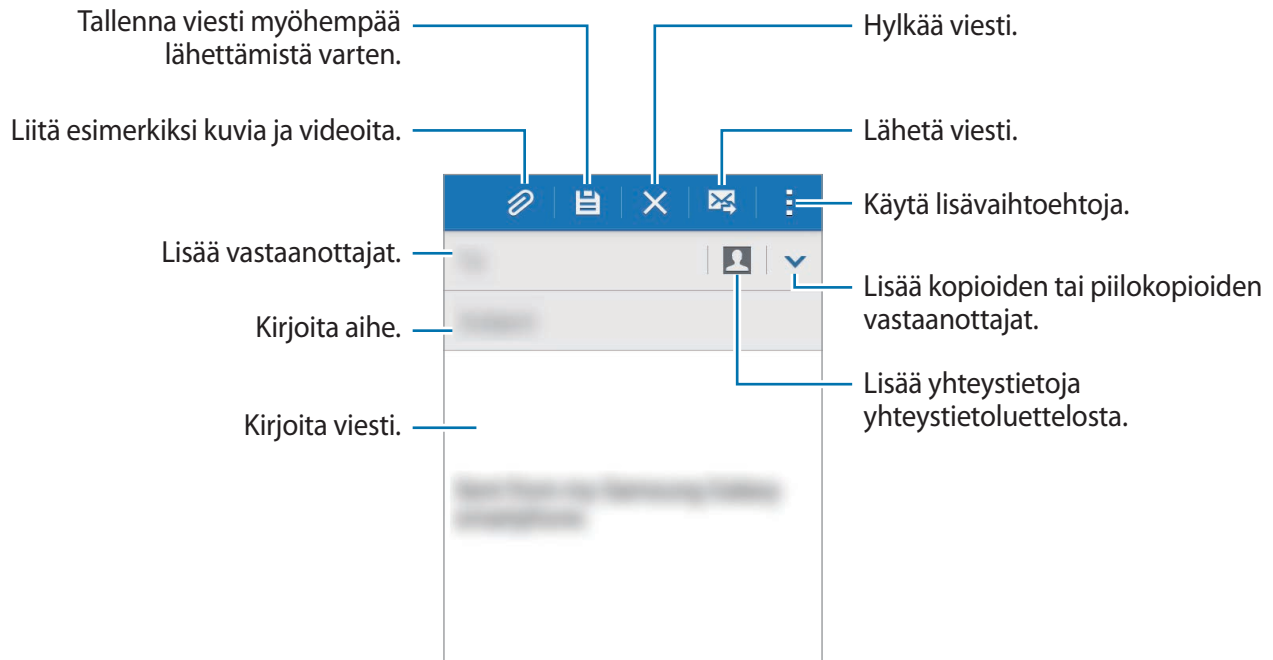 Tallenna viesti myöhempää
lähettämistä varten.
Hylkää viesti.
Liitä esimerkiksi kuvia ja videoita.
Lähetä viesti.
Käytä lisävaihtoehtoja.
Lisää vastaanottajat.
Lisää kopioiden tai piilokopioiden
vastaanottajat.
Kirjoita aihe.
Lisää yhteystietoja
yhteystietoluettelosta.
Kirjoita viesti.